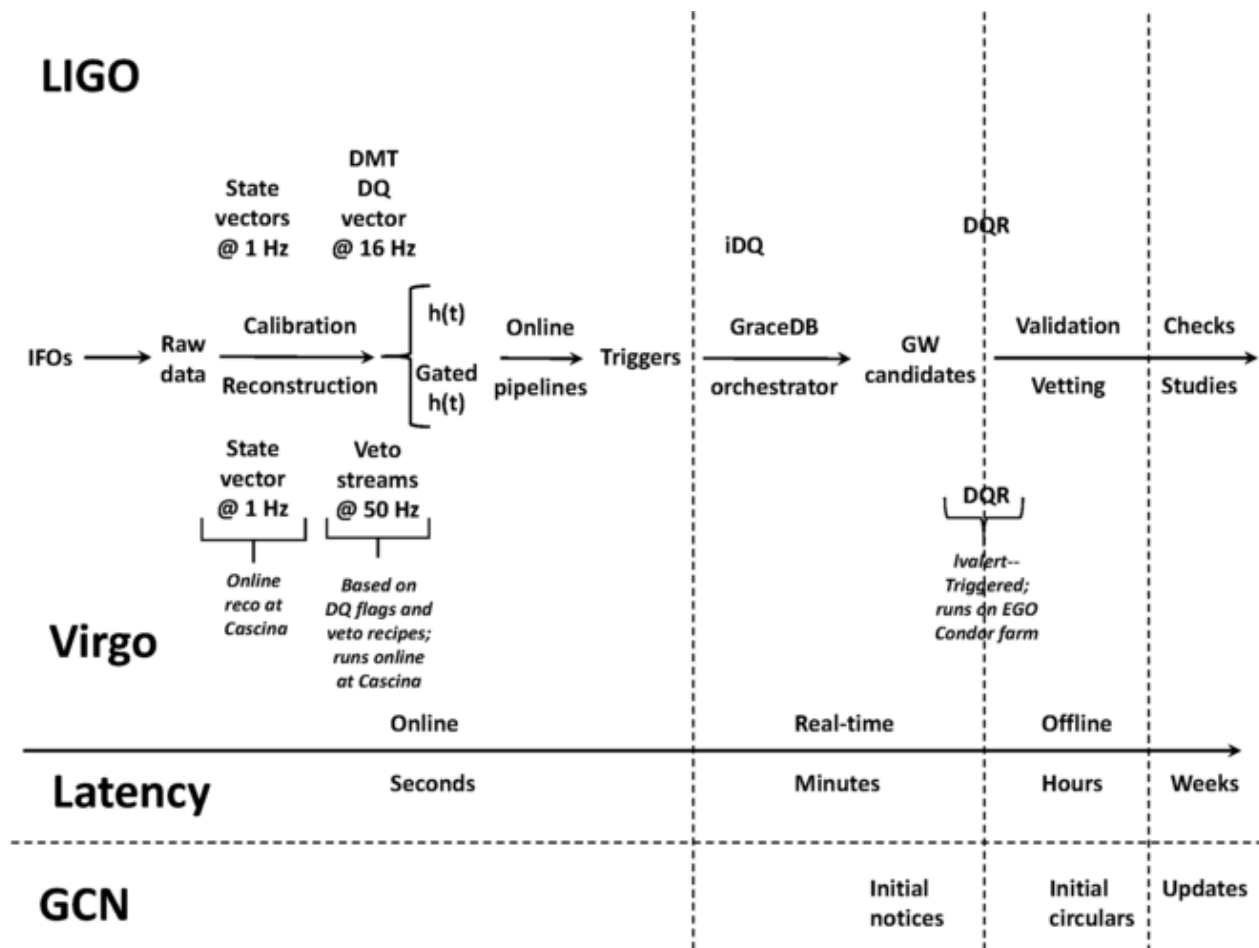 LIGO
State
vectors
@ 1 Hz
DMT
DQ
vector
@ 16 Hz
iDQ
DQR
IFOs
Raw
data
Calibration
Reconstruction
h(t)
Gated
h(t)
Online
pipelines
Triggers
GraceDB
orchestrator
GW
candidates
Validation
Vetting
Checks
Studies
State
vector
@ 1 Hz
Veto
streams
@ 50 Hz
DQR
Online
reco at
Cascina
Based on
DQ flags and
veto recipes;
runs online
at Cascina
lvalert--
Triggered;
runs on EGO
Condor farm
Virgo
Online
Real-time
Offline
Latency
Seconds
Minutes
Hours
Weeks
GCN
Initial
notices
Initial
circulars
Updates